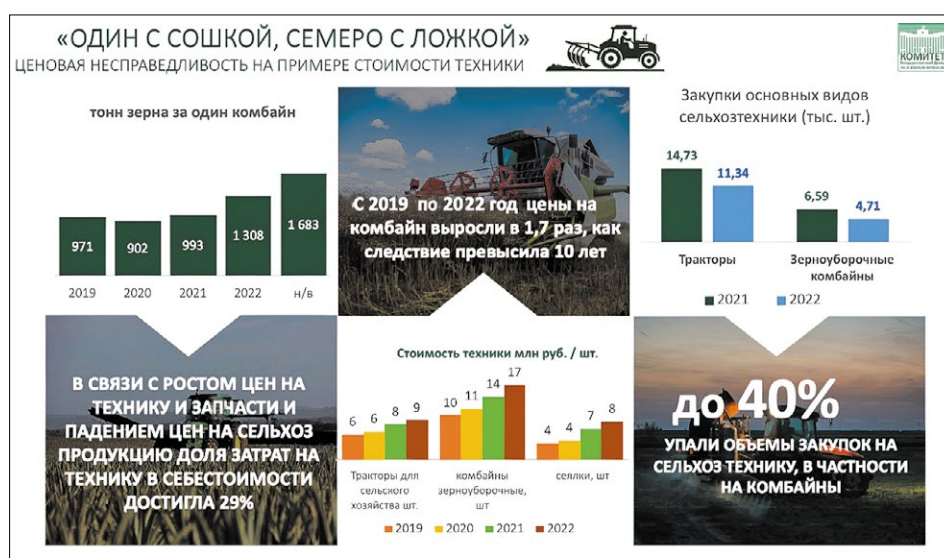 «ОДИН С СОШКОЙ, СЕМЕРО С ЛОЖКОЙ»
ЦЕНОВАЯ НЕСПРАВЕДЛИВОСТЬ НА ПРИМЕРЕ СТОИМОСТИ ТЕХНИКИ
КОМИТЕТ
тонн зерна за один комбайн
971
902
993
1 308
1 683
2019
2020
2021
2022
н/в
С 2019 по 2022 год цены на
комбайн выросли в 1,7 раз, как
следствие превысила 10 лет
Закупки основных видов
сельхозтехники (тыс. шт.)
14,73
11,34
6,59
4,71
Тракторы
Зерноуборочные
комбайны
2021
2022
В СВЯЗИ С РОСТОМ ЦЕН НА
ТЕХНИКУ И ЗАПЧАСТИ И
ПАДЕНИЕМ ЦЕН НА СЕЛЬХОЗ
ПРОДУКЦИЮ ДОЛЯ ЗАТРАТ НА
ТЕХНИКУ В СЕБЕСТОИМОСТИ
ДОСТИГЛА 29%
Стоимость техники млн руб. / шт.
6
6
8
9
10
11
14
17
4
4
7
8
Тракторы для
сельского
хозяйства шт.
комбайны
зерноуборочные,
шт
сеялки, шт
2019
2020
2021
2022
до 40%
УПАЛИ ОБЪЕМЫ ЗАКУПОК НА
СЕЛЬХОЗ ТЕХНИКУ, В ЧАСТНОСТИ
НА КОМБАЙНЫ